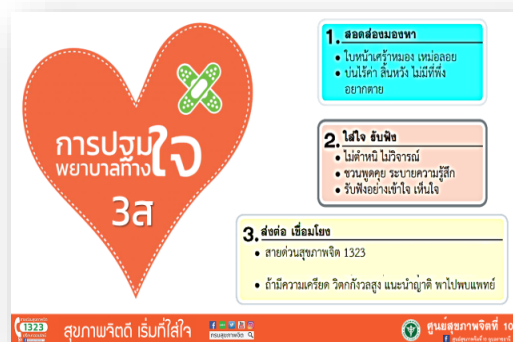 การปฐม
พยาบาลทางใจ
3ส
1. สอดส่องมองหา
• ใบหน้าเศร้าหมอง เหม่อลอย
• บ่นไร้ค่า สิ้นหวัง ไม่มีที่พึ่ง
อยากตาย
2. ใส่ใจ รับฟัง
• ไม่ตำหนิ ไม่วิจารณ์
• ชวนพูดคุย ระบายความรู้สึก
• รับฟังอย่างเข้าใจ เห็นใจ
3. ส่งต่อ เชื่อมโยง
• สายด่วนสุขภาพจิต 1323
• ถ้ามีความเครียด วิตกกังวลสูง แนะนำญาติ พาไปพบแพทย์
1323
สุขภาพจิตดี เริ่มที่ใส่ใจ
กรมสุขภาพจิต
ศูนย์สุขภาพจิตที่ 10